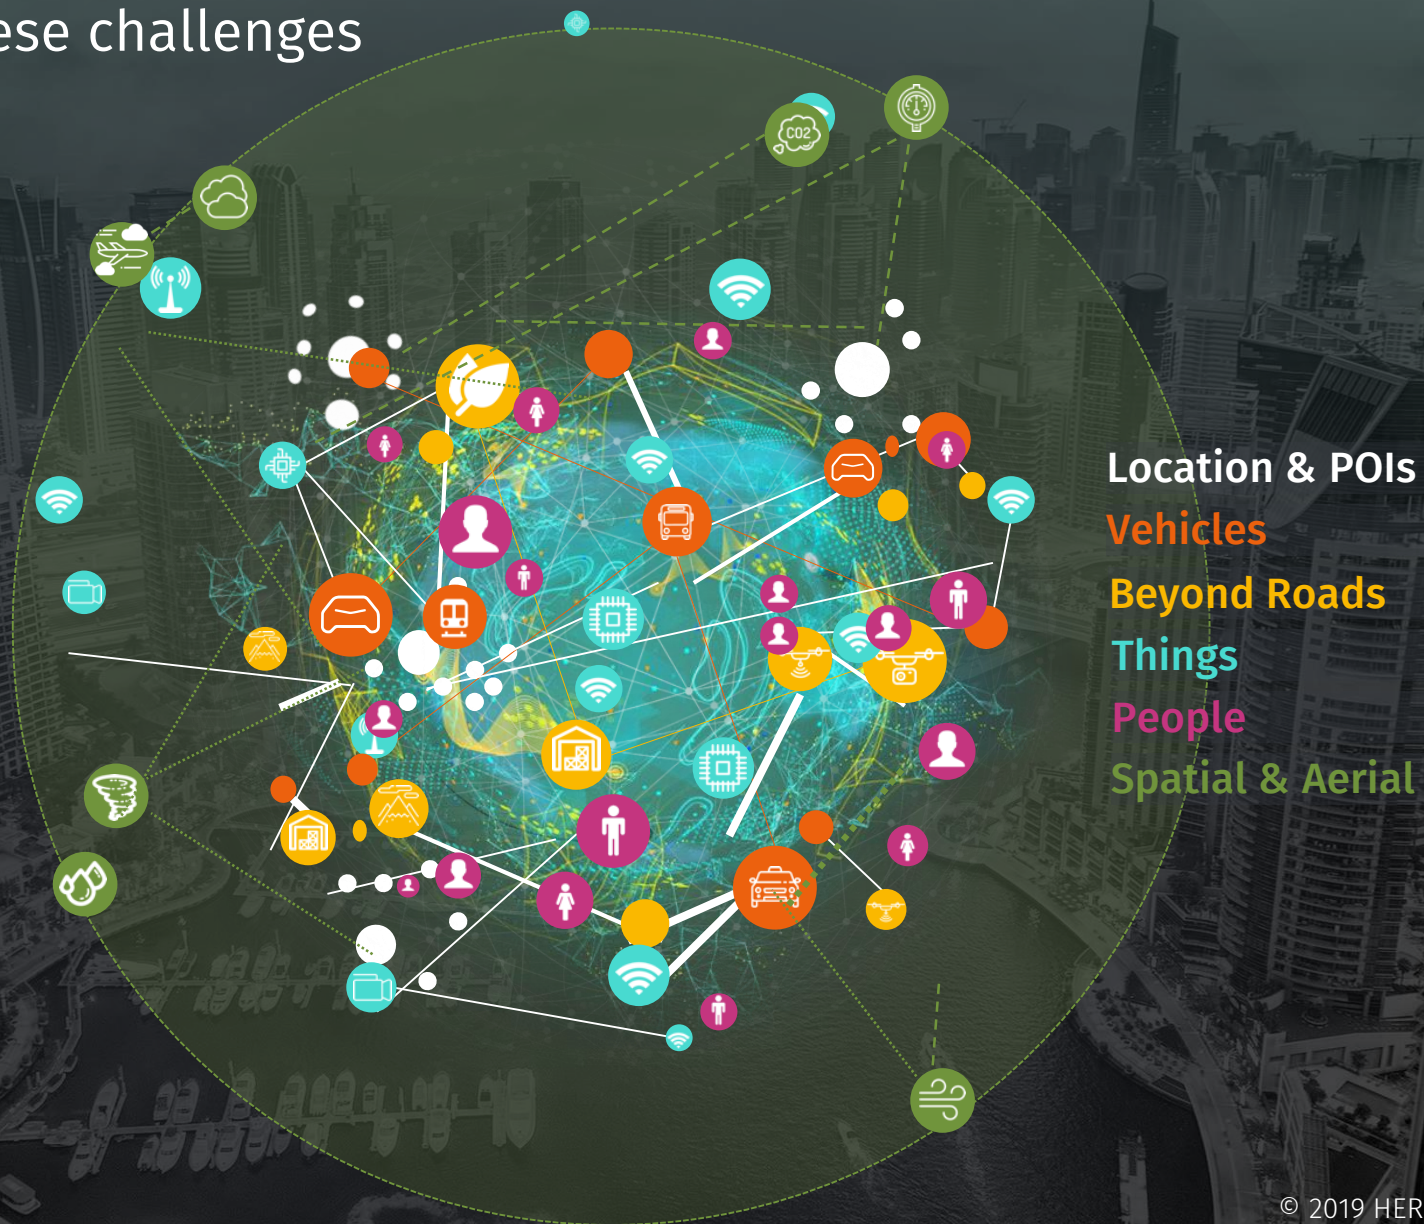 ese challenges
CO2
Location & POIs
Vehicles
Beyond Roads
Things
People
Spatial & Aerial
© 2019 HER